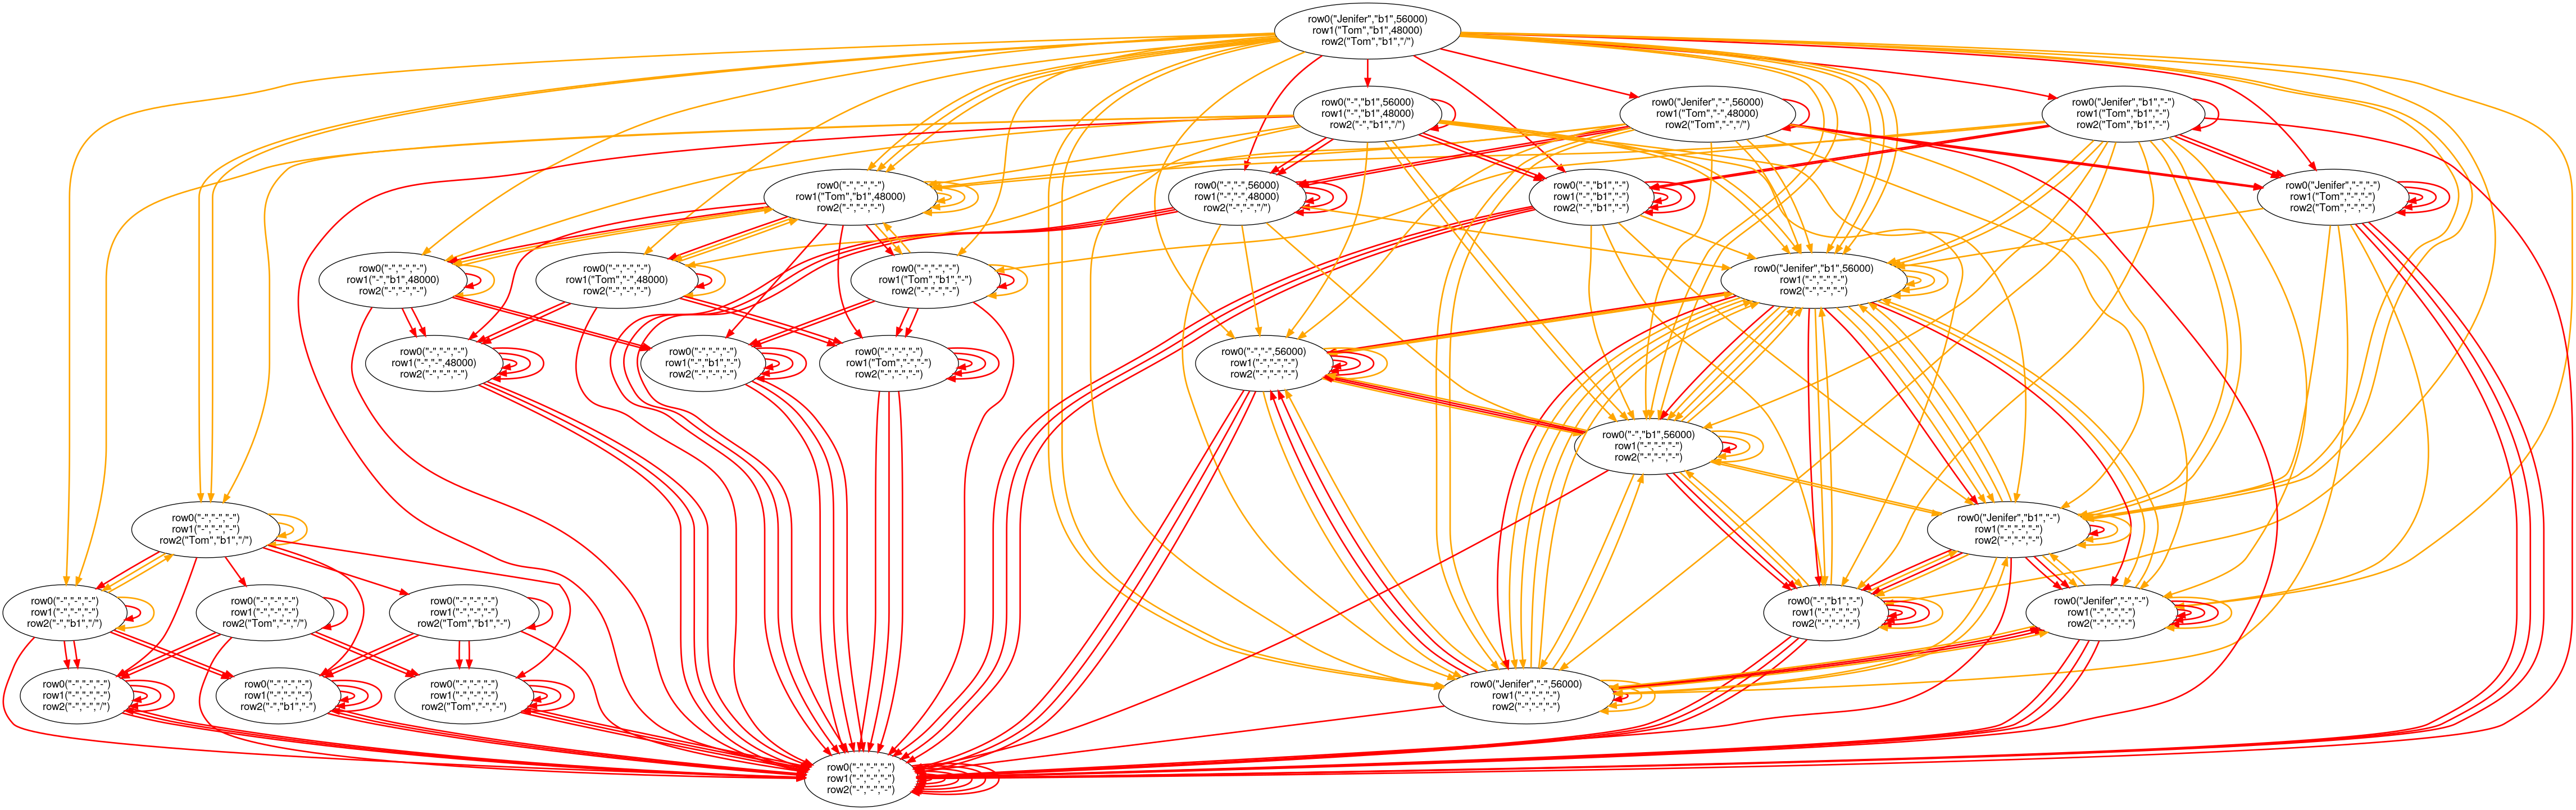 row0("Jenifer","b1",56000)
row1("Tom","b1",48000)
row2("Tom","b1","/")
row0("-","b1",56000)
row1("-","b1",48000)
row2("-","b1","/")
row0("Jenifer","-",56000)
row1("Tom","-",48000)
row2("Tom","-","/")
row0("Jenifer","b1","-")
row1("Tom","b1","-")
row2("Tom","b1","-")
row0("-","-","-")
row1("Tom","b1",48000)
row2("-","-","-")
row0("-","-",56000)
row1("-","-",48000)
row2("-","-","/")
row0("-","b1","-")
row1("-","b1","-")
row2("-","b1","-")
row0("Jenifer","-","-")
row1("Tom","-","-")
row2("Tom","-","-")
row0("-","-","-")
row1("-","b1",48000)
row2("-","-","-")
row0("-","-","-")
row1("Tom","-",48000)
row2("-","-","-")
row0("-","-","-")
row1("Tom","b1","-")
row2("-","-","-")
row0("Jenifer","b1",56000)
row1("-","-","-")
row2("-","-","-")
row0("-","-","-")
row1("-","-",48000)
row2("-","-","-")
row0("-","-","-")
row1("-","b1","-")
row2("-","-","-")
row0("-","-","-")
row1("Tom","-","-")
row2("-","-","-")
row0("-","-",56000)
row1("-","-","-")
row2("-","-","-")
row0("-","b1",56000)
row1("-","-","-")
row2("-","-","-")
row0("-","-","-")
row1("-","-","-")
row2("Tom","b1","/")
row0("Jenifer","b1","-")
row1("-","-","-")
row2("-","-","-")
row0("-","-","-")
row1("-","-","-")
row2("-","b1","/")
row0("-","-","-")
row1("-","-","-")
row2("Tom","-","/")
row0("-","-","-")
row1("-","-","-")
row2("Tom","b1","-")
row0("-","b1","-")
row1("-","-","-")
row2("-","-","-")
row0("Jenifer","-","-")
row1("-","-","-")
row2("-","-","-")
row0("-","-","-")
row1("-","-","-")
row2("-","-","/")
row0("-","-","-")
row1("-","-","-")
row2("-","b1","-")
row0("-","-","-")
row1("-","-","-")
row2("Tom","-","-")
row0("Jenifer","-",56000)
row1("-","-","-")
row2("-","-","-")
row0("-","-","-")
row1("-","-","-")
row2("-","-","-")